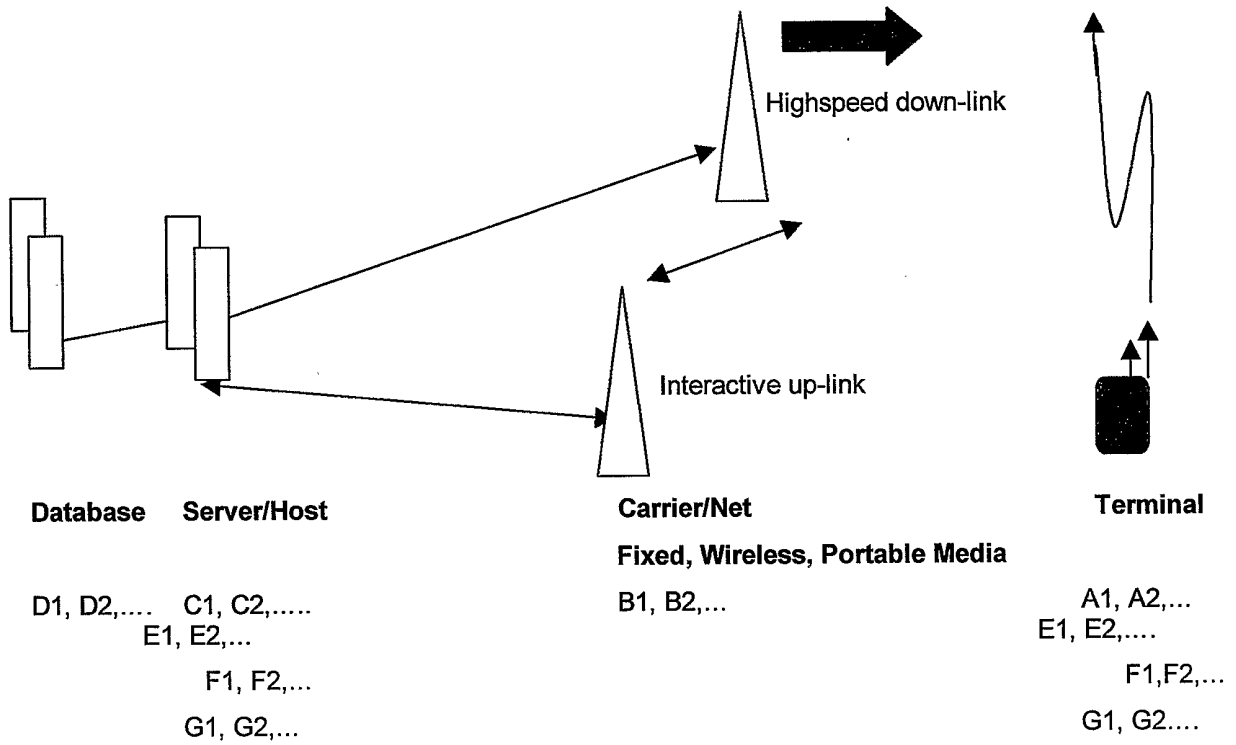 Highspeed down-link
Interactive up-link
Database Server/Host Carrier/Net Terminal
Fixed, Wireless, Portable Media
D1, D2,.... C1, C2,..... B1, B2,... A1, A2,...
E1, E2,... E1, E2,....
F1, F2,... F1,F2,...
G1, G2,... G1, G2....